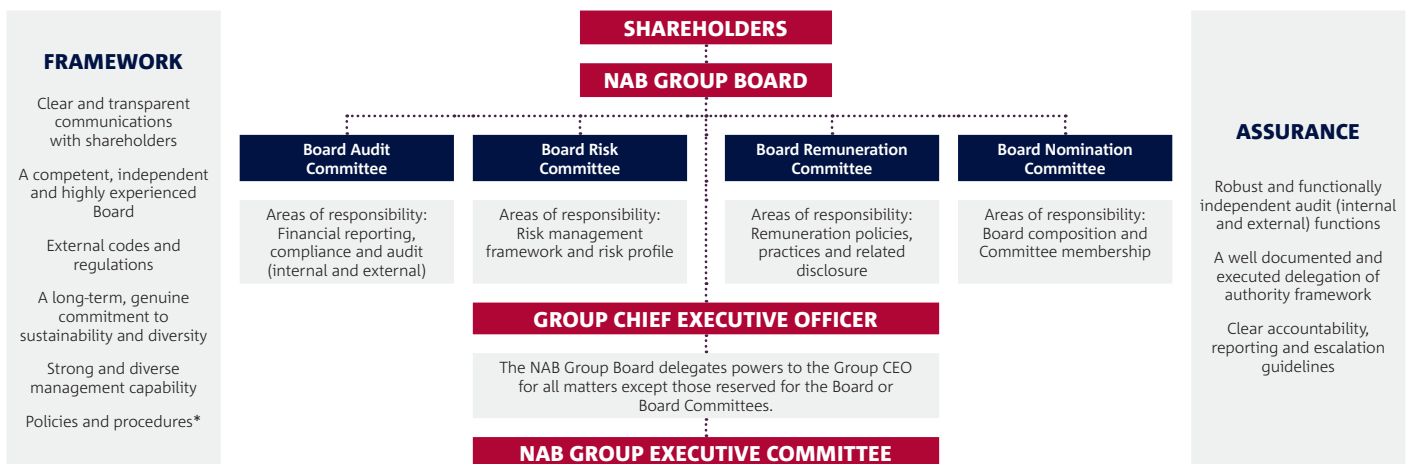 FRAMEWORK
Clear and transparent
communications
with shareholders
A competent, independent
and highly experienced
Board
External codes and
regulations
A long-term, genuine
commitment to
sustainability and diversity
Strong and diverse
management capability
Policies and procedures*
SHAREHOLDERS
NAB GROUP BOARD
Board Audit
Committee
Areas of responsibility:
Financial reporting,
compliance and audit
(internal and external)
Board Risk
Committee
Areas of responsibility:
Risk management
framework and risk profile
Board Remuneration
Committee
Areas of responsibility:
Remuneration policies,
practices and related
disclosure
Board Nomination
Committee
Areas of responsibility:
Board composition and
Committee membership
GROUP CHIEF EXECUTIVE OFFICER
The NAB Group Board delegates powers to the Group CEO
for all matters except those reserved for the Board or
Board Committees.
NAB GROUP EXECUTIVE COMMITTEE
ASSURANCE
Robust and functionally
independent audit (internal
and external) functions
A well documented and
executed delegation of
authority framework
Clear accountability,
reporting and escalation
guidelines